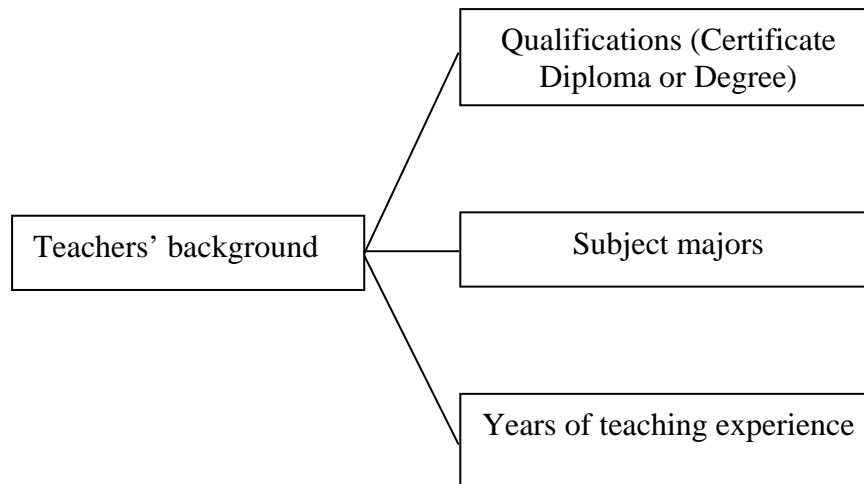 Qualifications (Certificate
Diploma or Degree)
Teachers’ background
Subject majors
Years of teaching experience